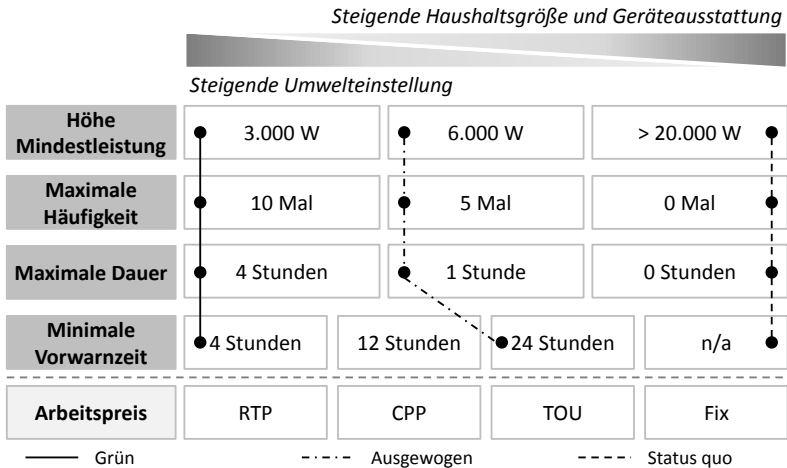 Steigende Haushaltsgröße und Geräteausstattung
Steigende Umwelteinstellung
Höhe
Mindestleistung
3.000 W
6.000 W
> 20.000 W
Maximale
Häufigkeit
10 Mal
5 Mal
0 Mal
Maximale Dauer
4 Stunden
1 Stunde
0 Stunden
Minimale
Vorwarnzeit
4 Stunden
12 Stunden
24 Stunden
n/a
Arbeitspreis
RTP
CPP
TOU
Fix
Grün
Ausgewogen
Status quo